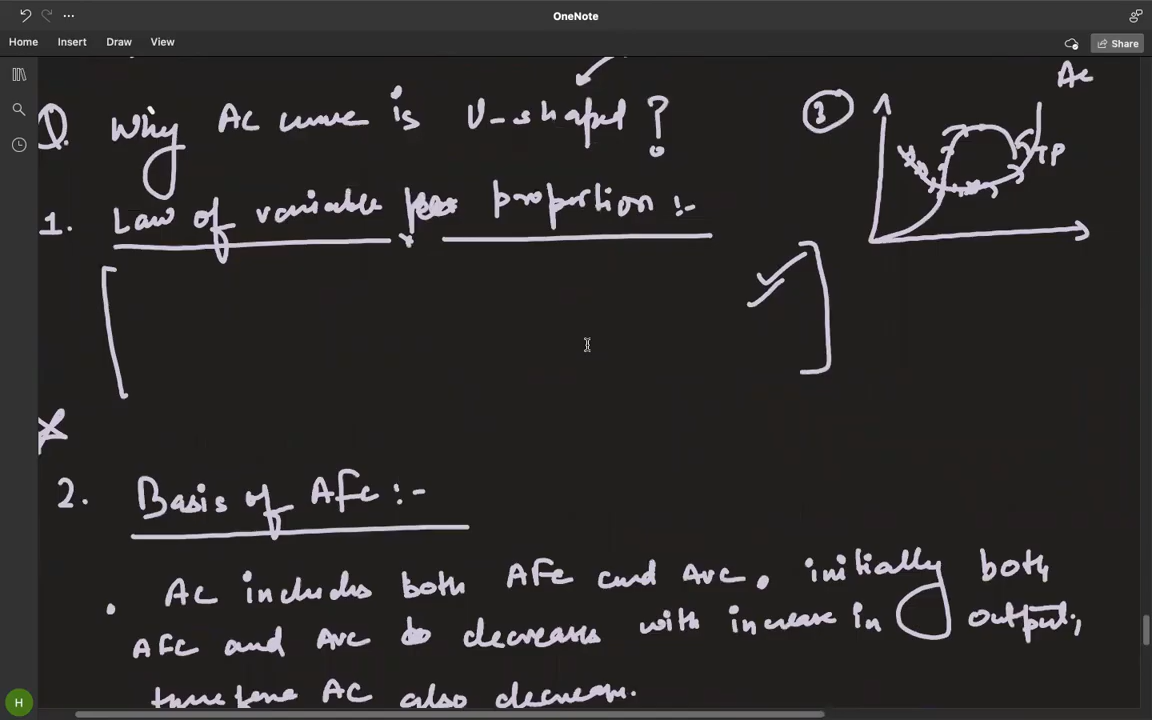 OneNote
Home Insert Draw View
Share
Q. Why AC curve is U-shaped?
1. Law of variable proportion :-
3
AC
TP
2. Basis of AFC :-
. AC includes both AFC and AVC. initially both
AFC and AVC decreases with increase in output,
therefore AC also decrease.
H